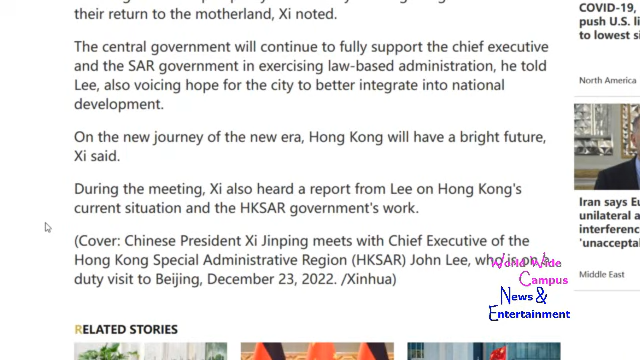 their return to the motherland, Xi noted.
The central government will continue to fully support the chief executive
and the SAR government in exercising law-based administration, he told
Lee, also voicing hope for the city to better integrate into national
development.
On the new journey of the new era, Hong Kong will have a bright future,
Xi said.
During the meeting, Xi also heard a report from Lee on Hong Kong's
current situation and the HKSAR government's work.
(Cover: Chinese President Xi Jinping meets with Chief Executive of the
Hong Kong Special Administrative Region (HKSAR) John Lee, who is on a
duty visit to Beijing, December 23, 2022. /Xinhua)
RELATED STORIES
COVID-19,
push U.S. li
to lowest si
North America
Iran says Eu
unilateral a
interferenc
'unaccepta
Middle East
World Wide
Campus
News &
Entertainment